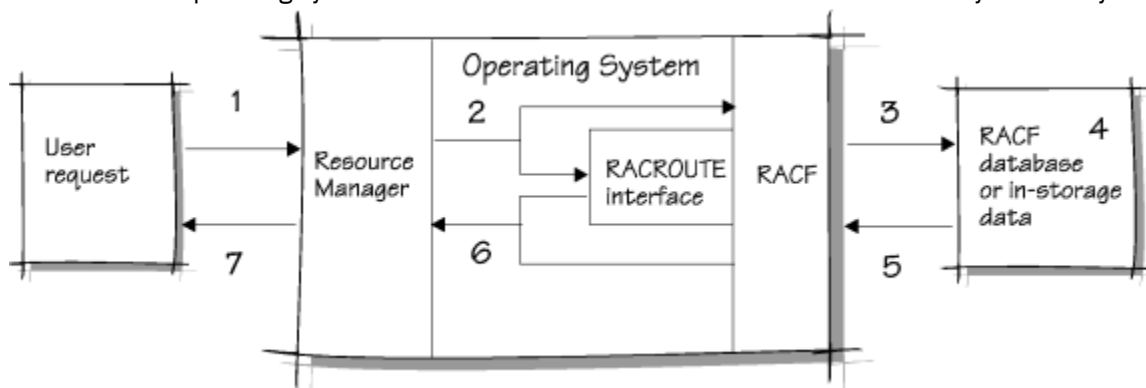 Operating System
1
2
3
4
User
request
Resource
Manager
RACROUTE
interface
RACF
RACF
database
or in-storage
data
7
6
5